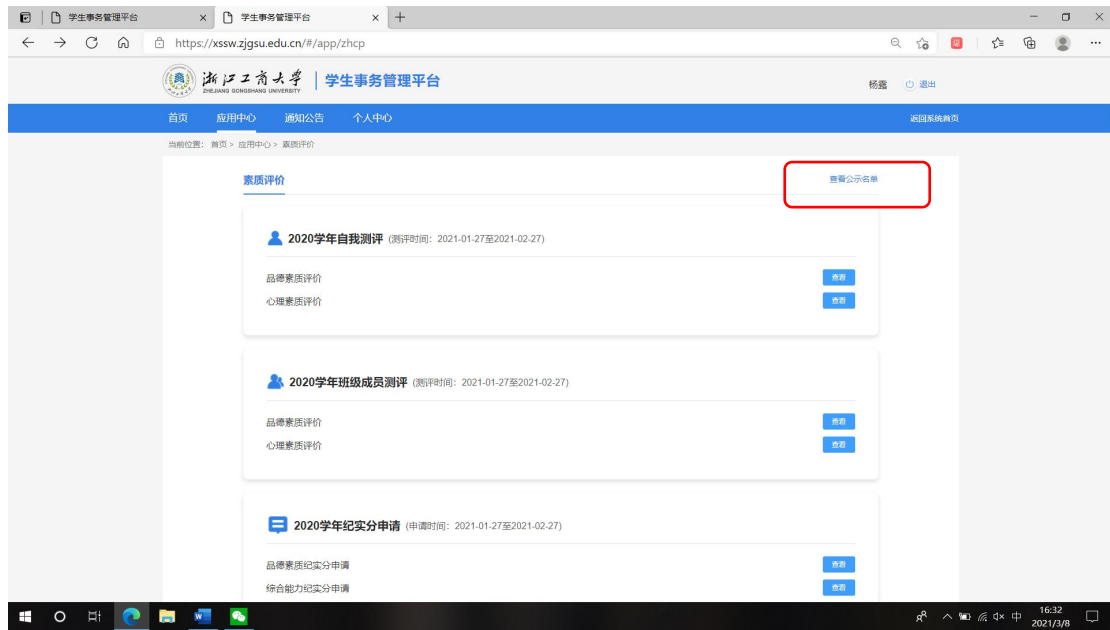 学生事务管理平台
学生事务管理平台
https://xssw.zjgsu.edu.cn/#/app/zhcp
浙江工商大学 学生事务管理平台
ZHEJIANG GONGSHANG UNIVERSITY
杨露 退出
首页 应用中心 通知公告 个人中心 返回系统首页
当前位置: 首页 > 应用中心 > 素质评价
素质评价 查看公示名单
2020学年自我测评 (测评时间: 2021-01-27至2021-02-27)
品德素质评价 查看
心理素质评价 查看
2020学年班级成员测评 (测评时间: 2021-01-27至2021-02-27)
品德素质评价 查看
心理素质评价 查看
2020学年纪实分申请 (申请时间: 2021-01-27至2021-02-27)
品德素质纪实分申请 查看
综合能力纪实分申请 查看
中 16:32
2021/3/8